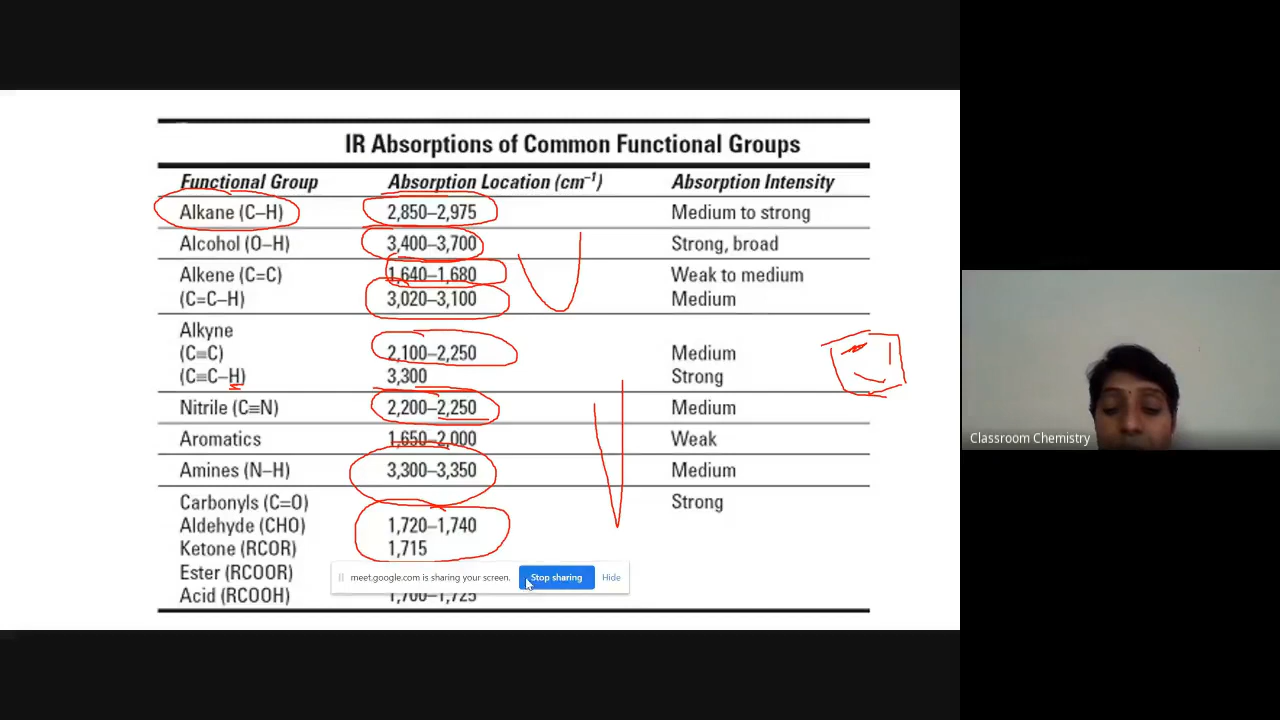 IR Absorptions of Common Functional Groups
Functional Group Absorption Location (cm⁻¹) Absorption Intensity
Alkane (C–H) 2,850–2,975 Medium to strong
Alcohol (O–H) 3,400–3,700 Strong, broad
Alkene (C=C) 1,640–1,680 Weak to medium
(C=C–H) 3,020–3,100 Medium
Alkyne
(C≡C) 2,100–2,250 Medium
(C≡C–H) 3,300 Strong
Nitrile (C≡N) 2,200–2,250 Medium
Aromatics 1,650–2,000 Weak
Amines (N–H) 3,300–3,350 Medium
Carbonyls (C=O) Strong
Aldehyde (CHO) 1,720–1,740
Ketone (RCOR) 1,715
Ester (RCOOR)
Acid (RCOOH) 1,700–1,725
meet.google.com is sharing your screen. Stop sharing Hide
Classroom Chemistry